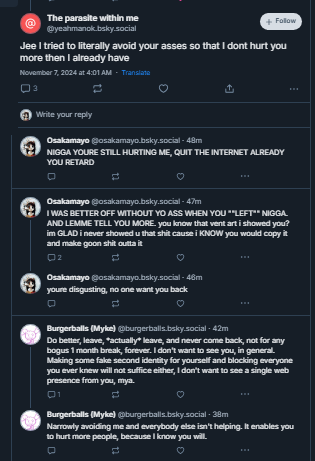 The parasite within me
@yeahmanok.bsky.social
+ Follow
Jee I tried to literally avoid your asses so that I dont hurt you
more then I already have
November 7, 2024 at 4:01 AM · Translate
3
Write your reply
Osakamayo @osakamayo.bsky.social · 48m
NIGGA YOURE STILL HURTING ME, QUIT THE INTERNET ALREADY
YOU RETARD
Osakamayo @osakamayo.bsky.social · 47m
I WAS BETTER OFF WITHOUT YO ASS WHEN YOU ""LEFT"" NIGGA.
AND LEMME TELL YOU MORE. you know that vent art i showed you?
im GLAD i never showed u that shit cause i KNOW you would copy it
and make goon shit outta it
2
Osakamayo @osakamayo.bsky.social · 46m
youre disgusting, no one want you back
Burgerballs (Myke) @burgerballs.bsky.social · 42m
Do better, leave, *actually* leave, and never come back, not for any
bogus 1 month break, forever. I don't want to see you, in general.
Making some fake second identity for yourself and blocking everyone
you ever knew will not suffice either, I don't want to see a single web
presence from you, mya.
1
Burgerballs (Myke) @burgerballs.bsky.social · 38m
Narrowly avoiding me and everybody else isn't helping. It enables you
to hurt more people, because I know you will.